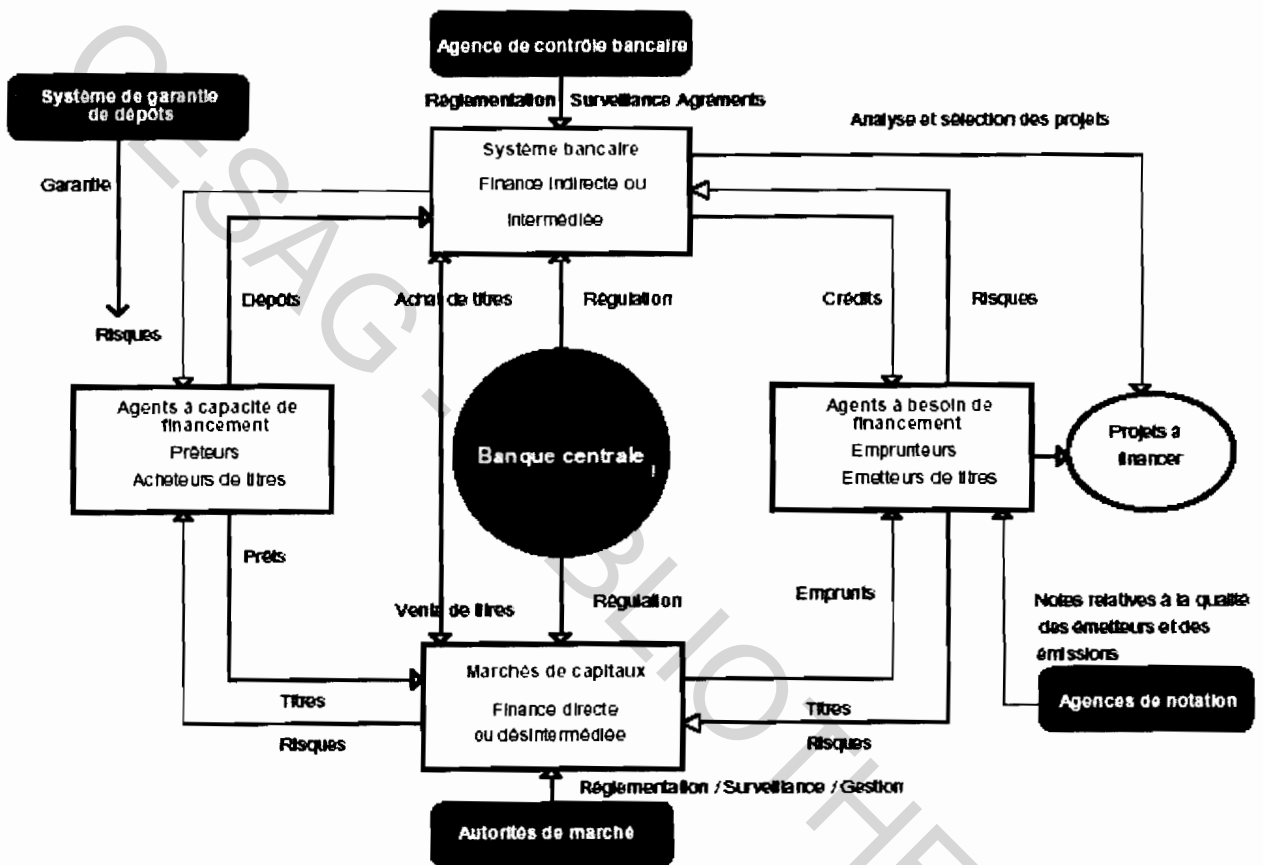 Agence de contrôle bancaire
Système de garantie
de dépôts
Réglementation
Surveillance Agréments
Analyse et sélection des projets
Système bancaire
Finance Indirecte ou
Intermédiée
Garantie
Dépôts
Achat de titres
Régulation
Crédits
Risques
Risques
Agents à capacité de
financement
Prêteurs
Acheteurs de titres
Banque centrale
Agents à besoin de
financement
Emprunteurs
Emetteurs de titres
Projets à
financer
Prêts
Vente de titres
Régulation
Emprunts
Notes relatives à la qualité
des émetteurs et des
émissions
Marchés de capitaux
Finance directe
ou désintermédiée
Titres
Risques
Titres
Risques
Agences de notation
Réglementation / Surveillance / Gestion
Autorités de marché
CESAG - BIBLIOTHE